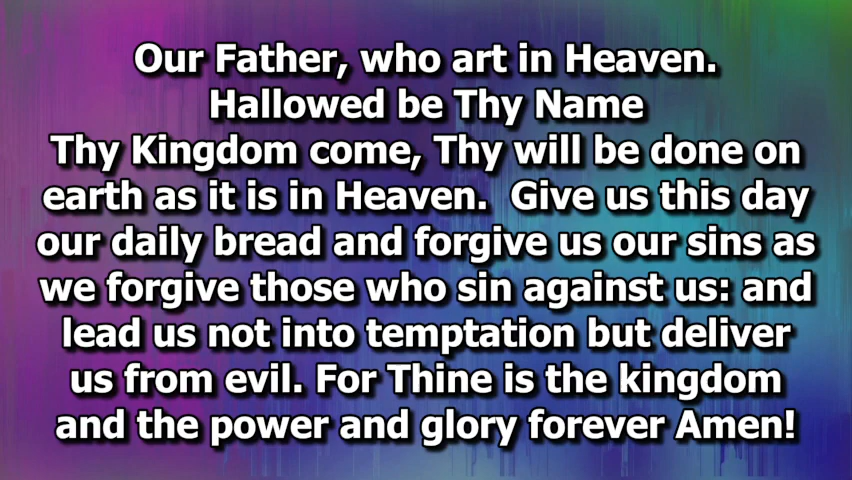 Our Father, who art in Heaven.
Hallowed be Thy Name
Thy Kingdom come, Thy will be done on
earth as it is in Heaven.  Give us this day
our daily bread and forgive us our sins as
we forgive those who sin against us: and
lead us not into temptation but deliver
us from evil. For Thine is the kingdom
and the power and glory forever Amen!